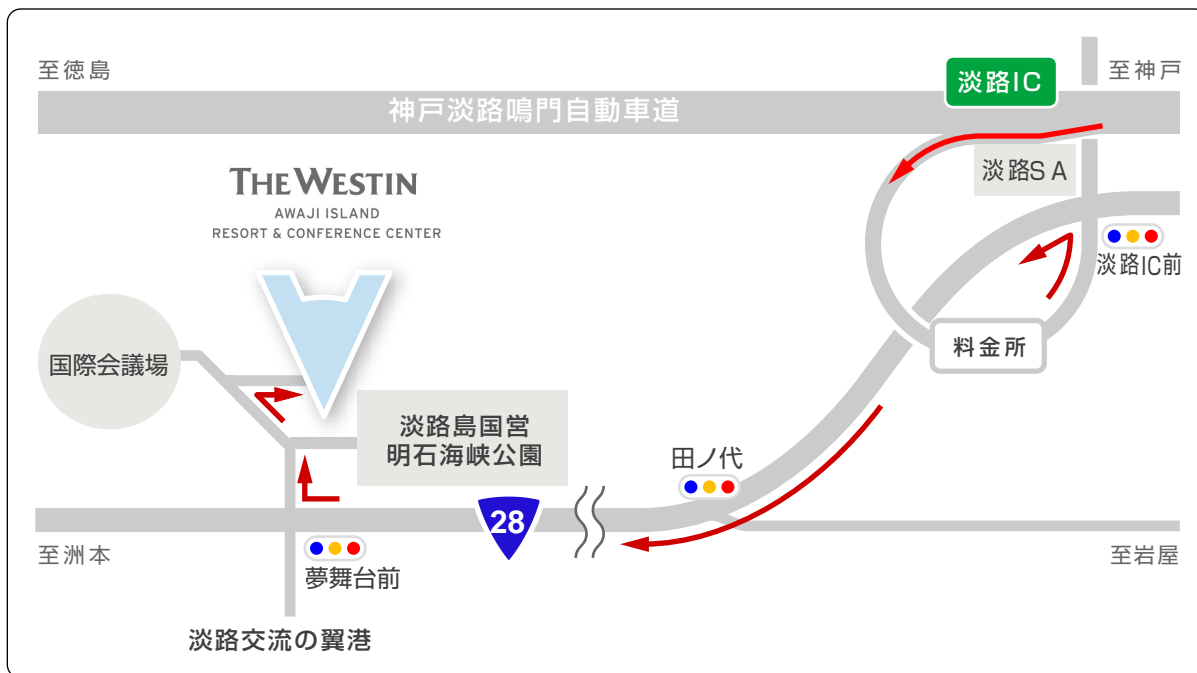 至徳島
淡路IC
至神戸
神戸淡路鳴門自動車道
淡路SA
THE WESTIN
AWAJI ISLAND
RESORT & CONFERENCE CENTER
淡路IC前
料金所
国際会議場
淡路島国営
明石海峡公園
田ノ代
28
至洲本
夢舞台前
至岩屋
淡路交流の翼港